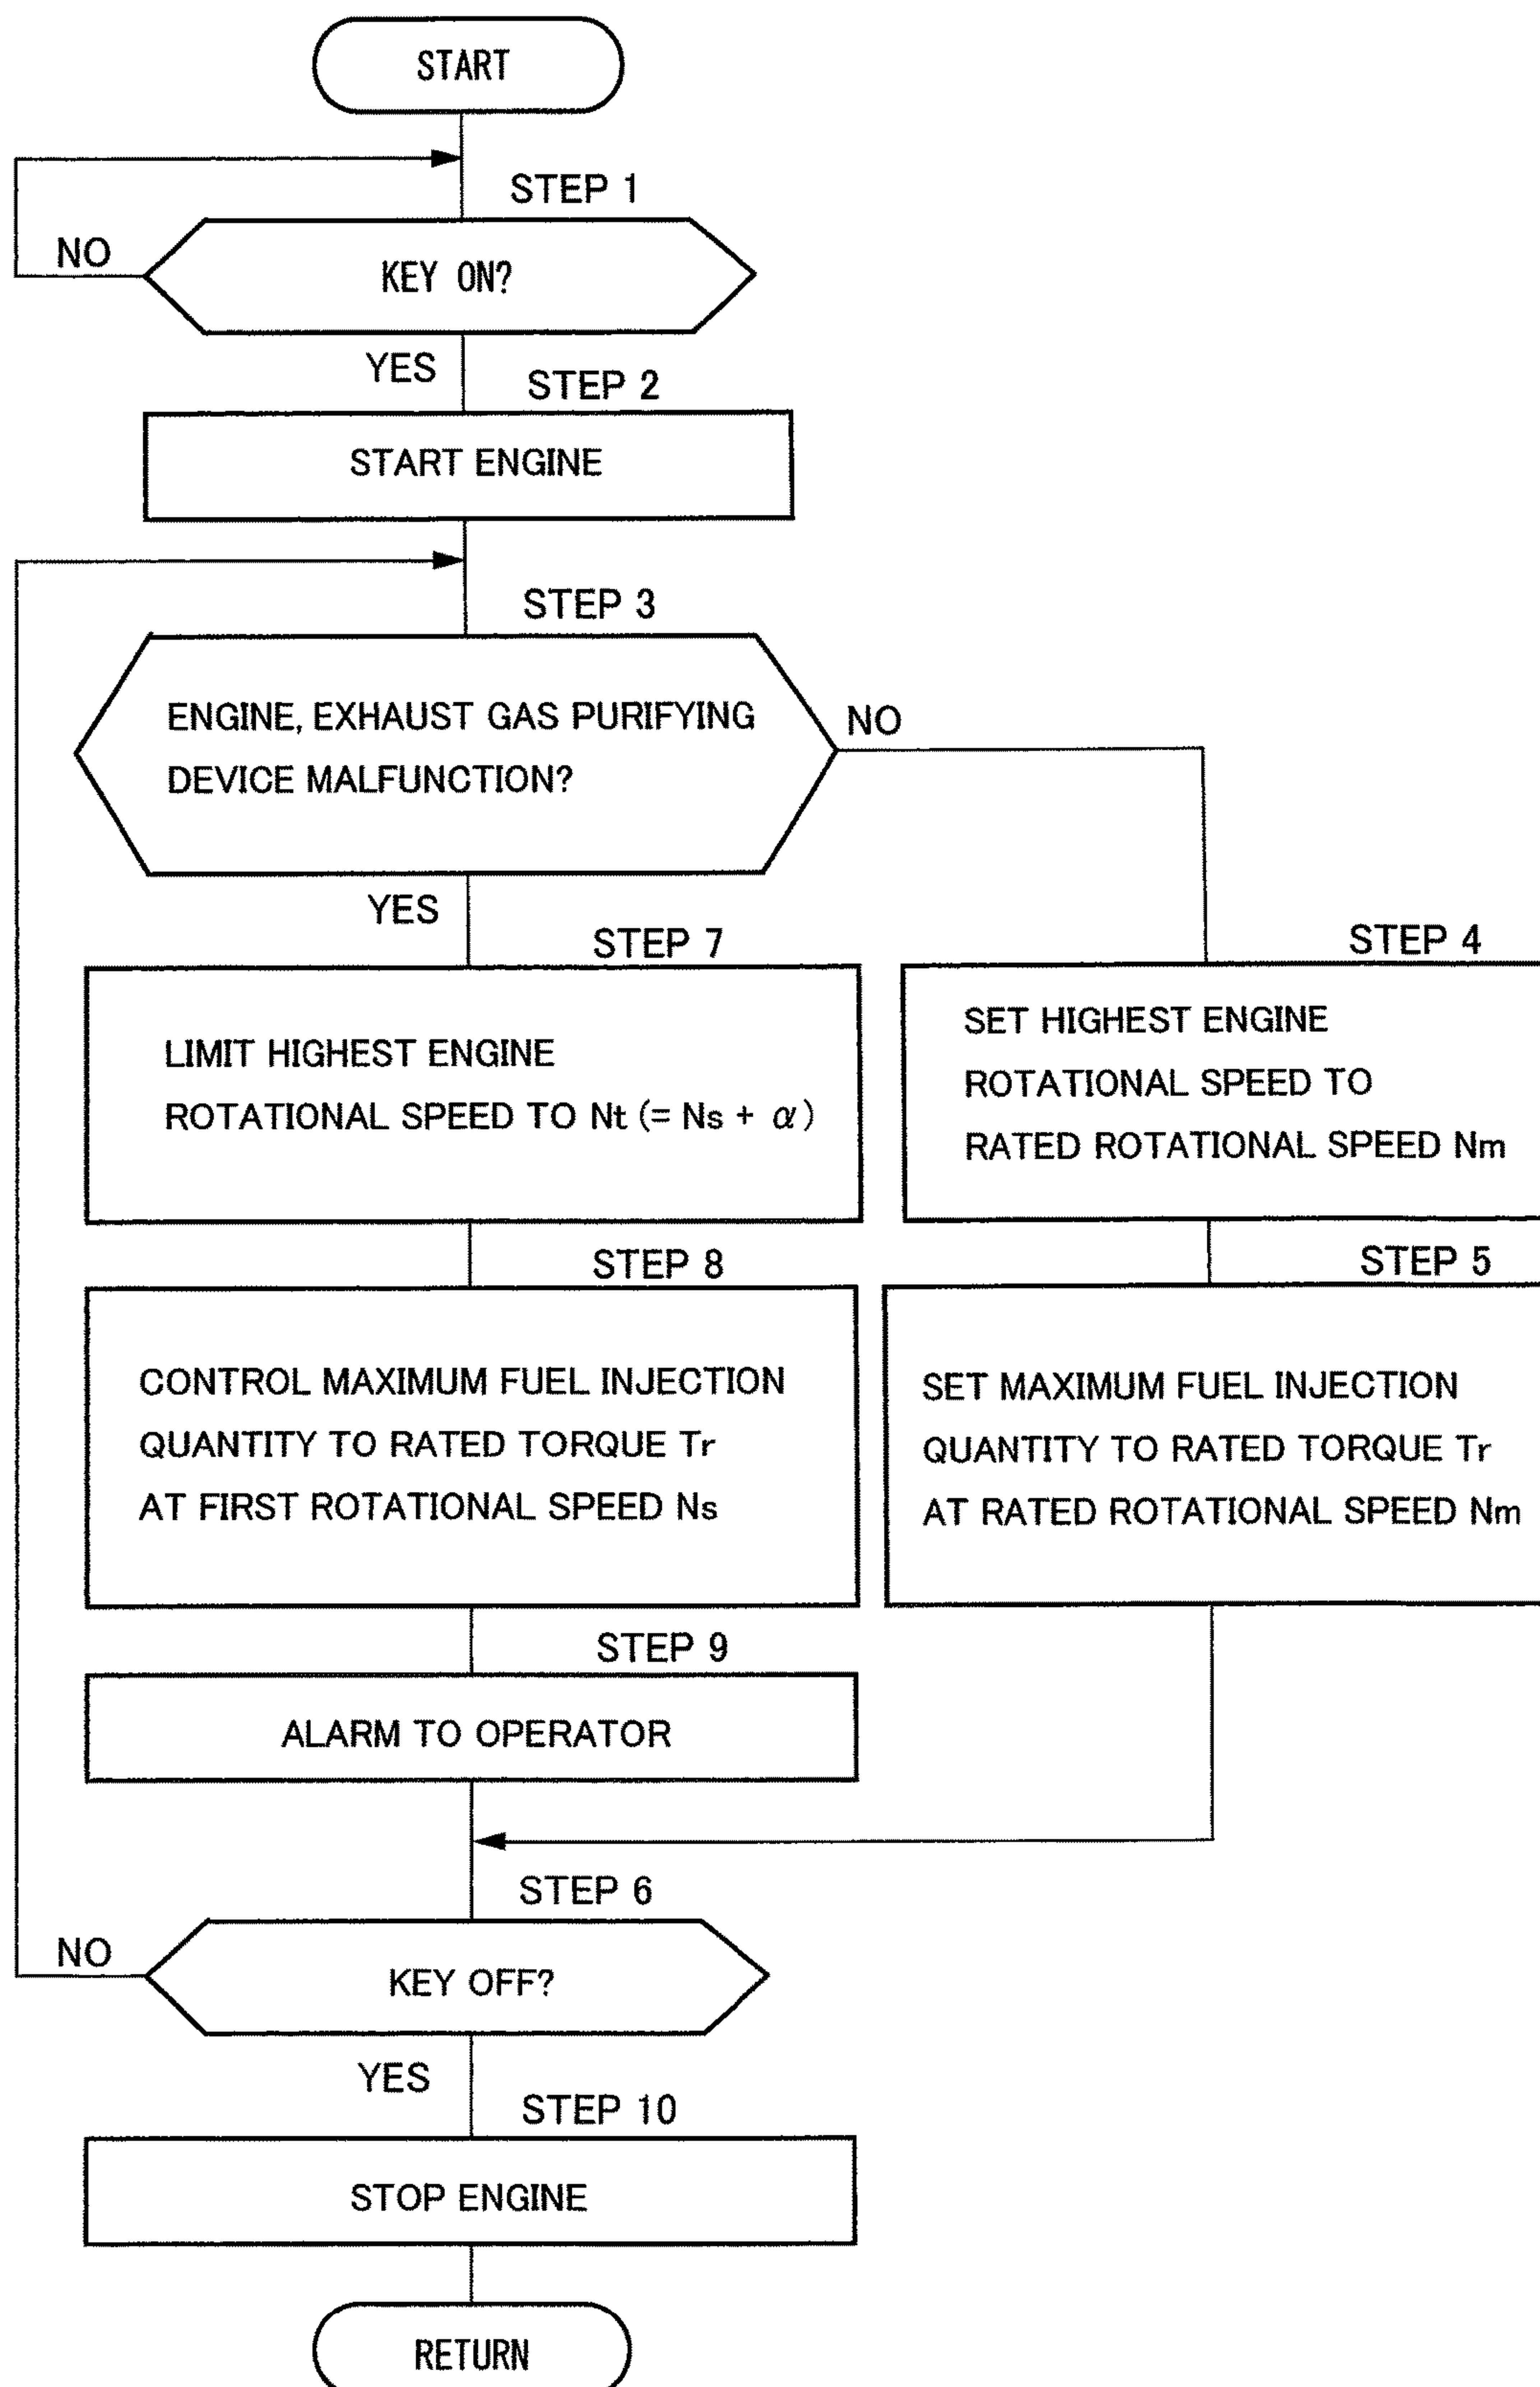 START
STEP 1
NO
KEY ON?
YES
STEP 2
START ENGINE
STEP 3
ENGINE, EXHAUST GAS PURIFYING
DEVICE MALFUNCTION?
NO
YES
STEP 7
LIMIT HIGHEST ENGINE
ROTATIONAL SPEED TO Nt (= Ns + α)
STEP 4
SET HIGHEST ENGINE
ROTATIONAL SPEED TO
RATED ROTATIONAL SPEED Nm
STEP 8
CONTROL MAXIMUM FUEL INJECTION
QUANTITY TO RATED TORQUE Tr
AT FIRST ROTATIONAL SPEED Ns
STEP 5
SET MAXIMUM FUEL INJECTION
QUANTITY TO RATED TORQUE Tr
AT RATED ROTATIONAL SPEED Nm
STEP 9
ALARM TO OPERATOR
STEP 6
NO
KEY OFF?
YES
STEP 10
STOP ENGINE
RETURN